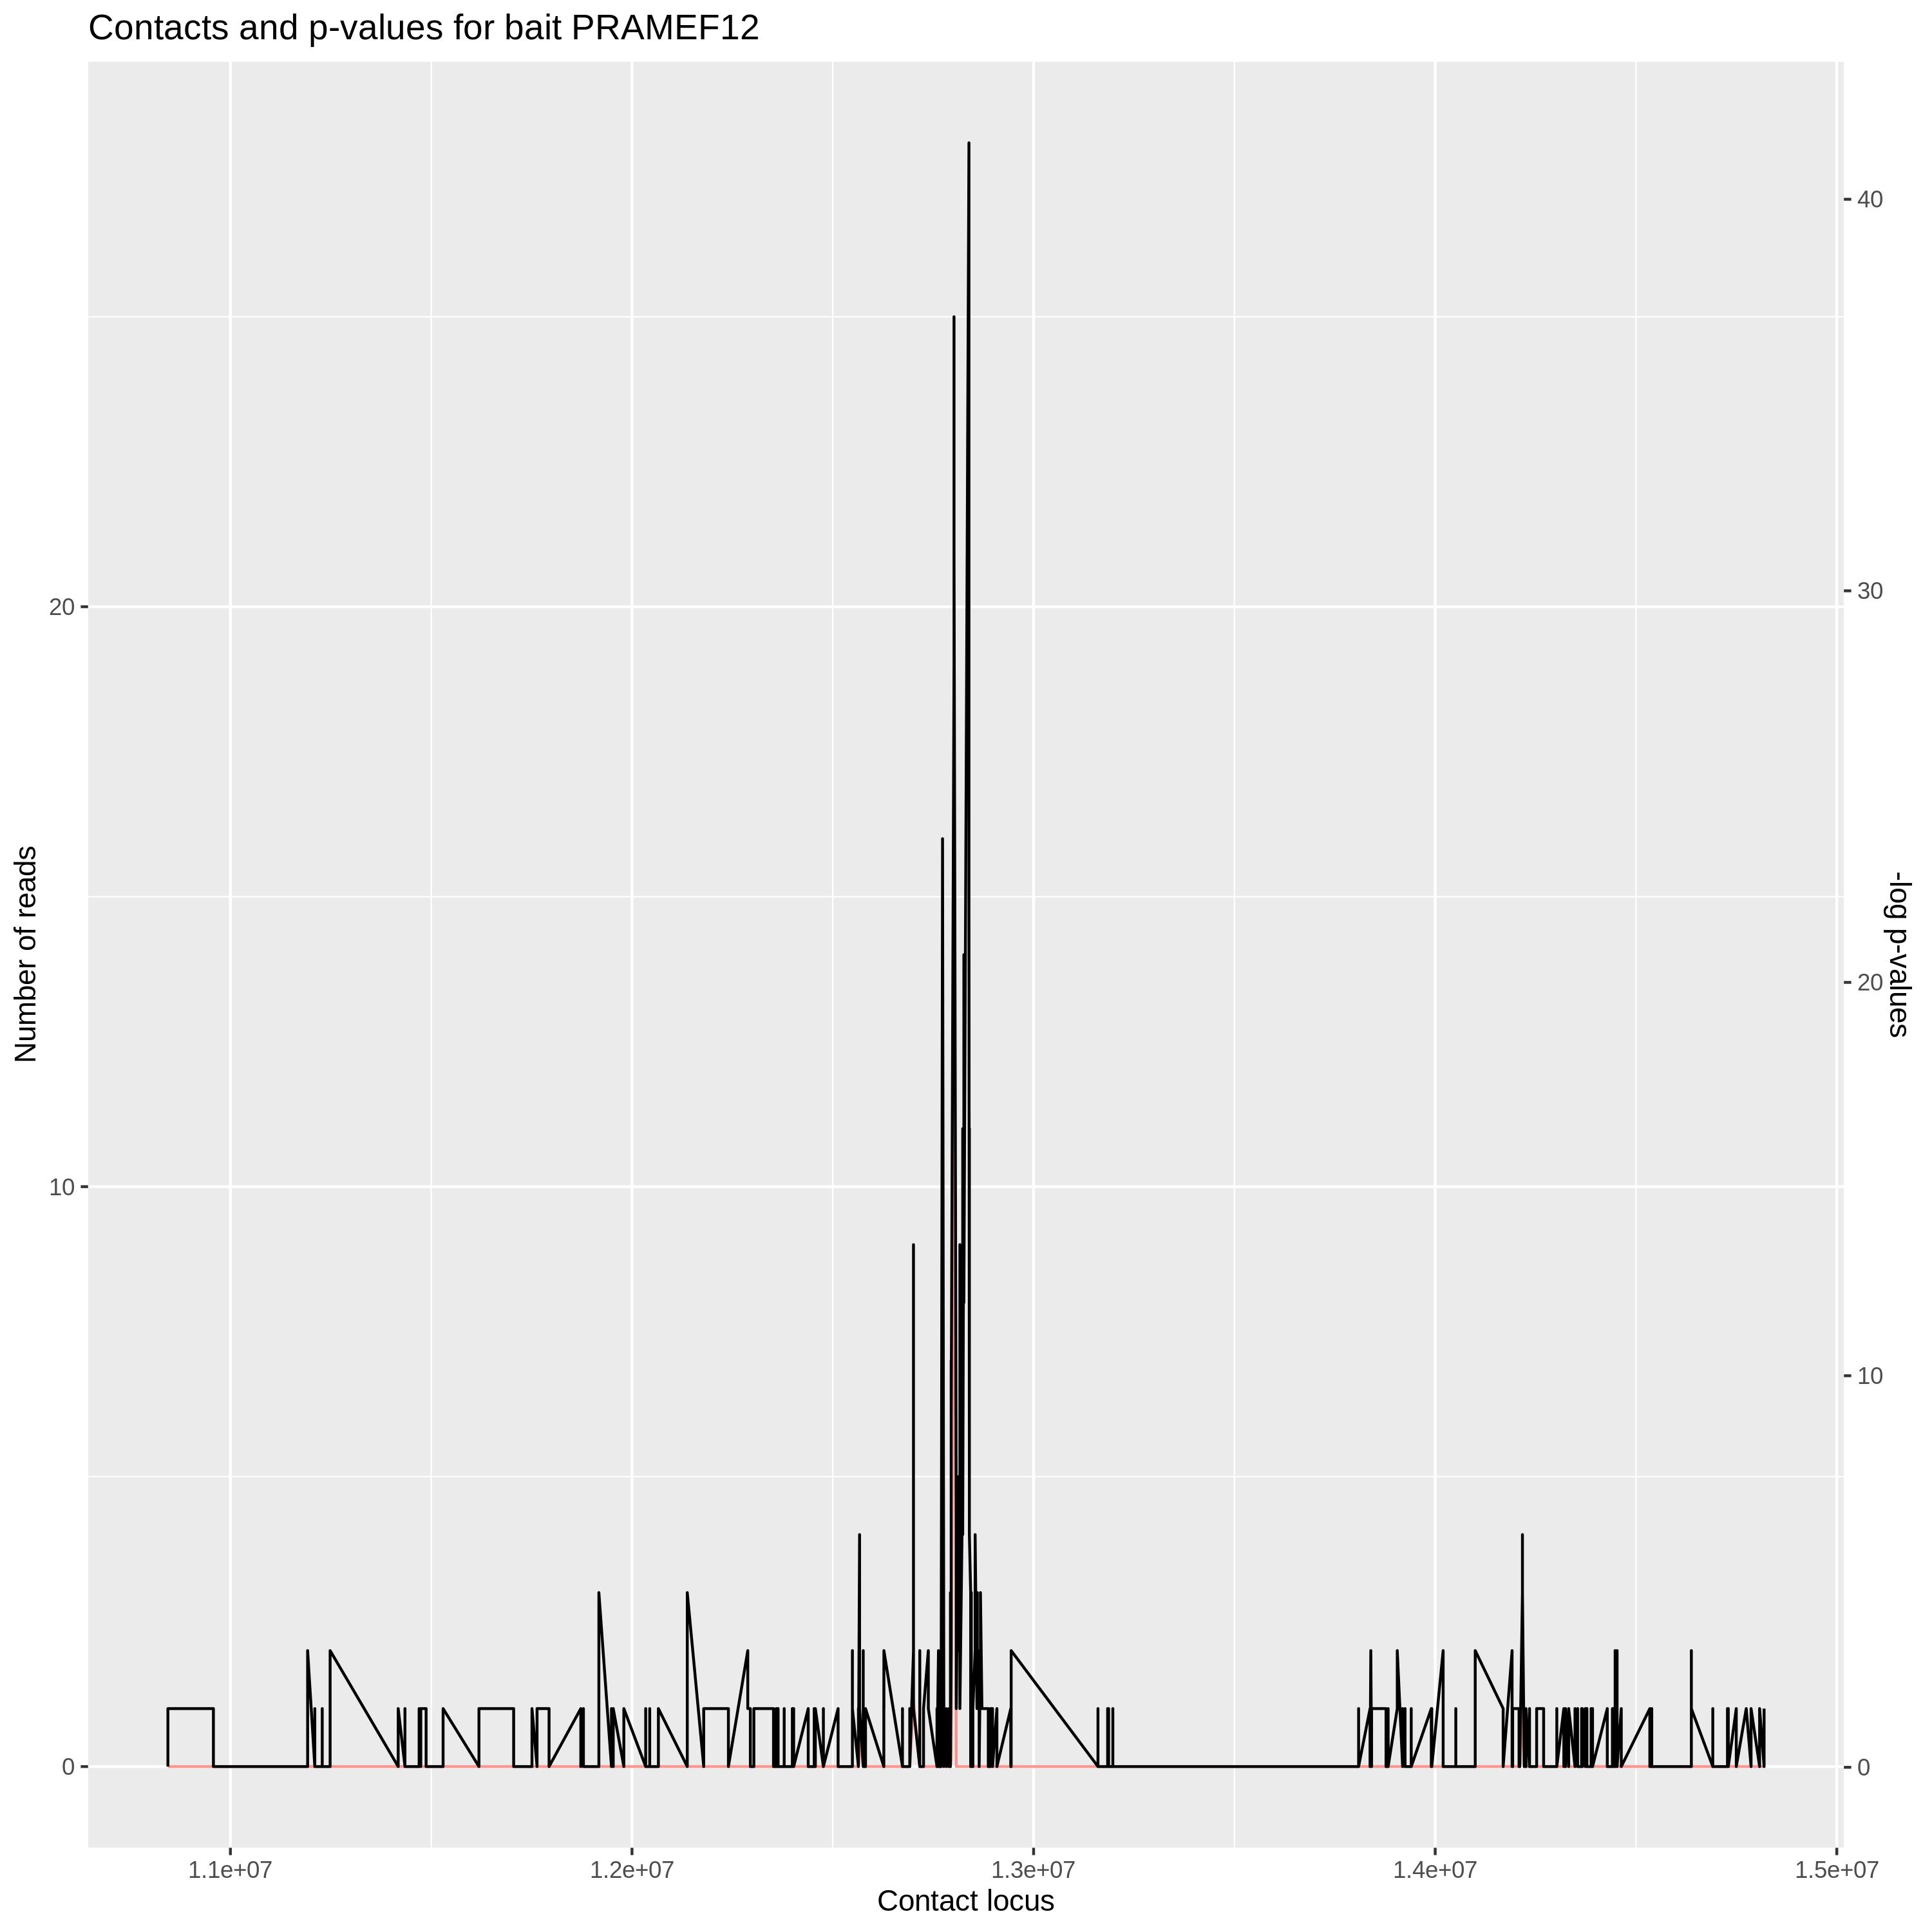 Contacts and p-values for bait PRAMEF12
Number of reads
20
10
0
40
30
20
10
0
-log p-values
1.1e+07
1.2e+07
1.3e+07
1.4e+07
1.5e+07
Contact locus